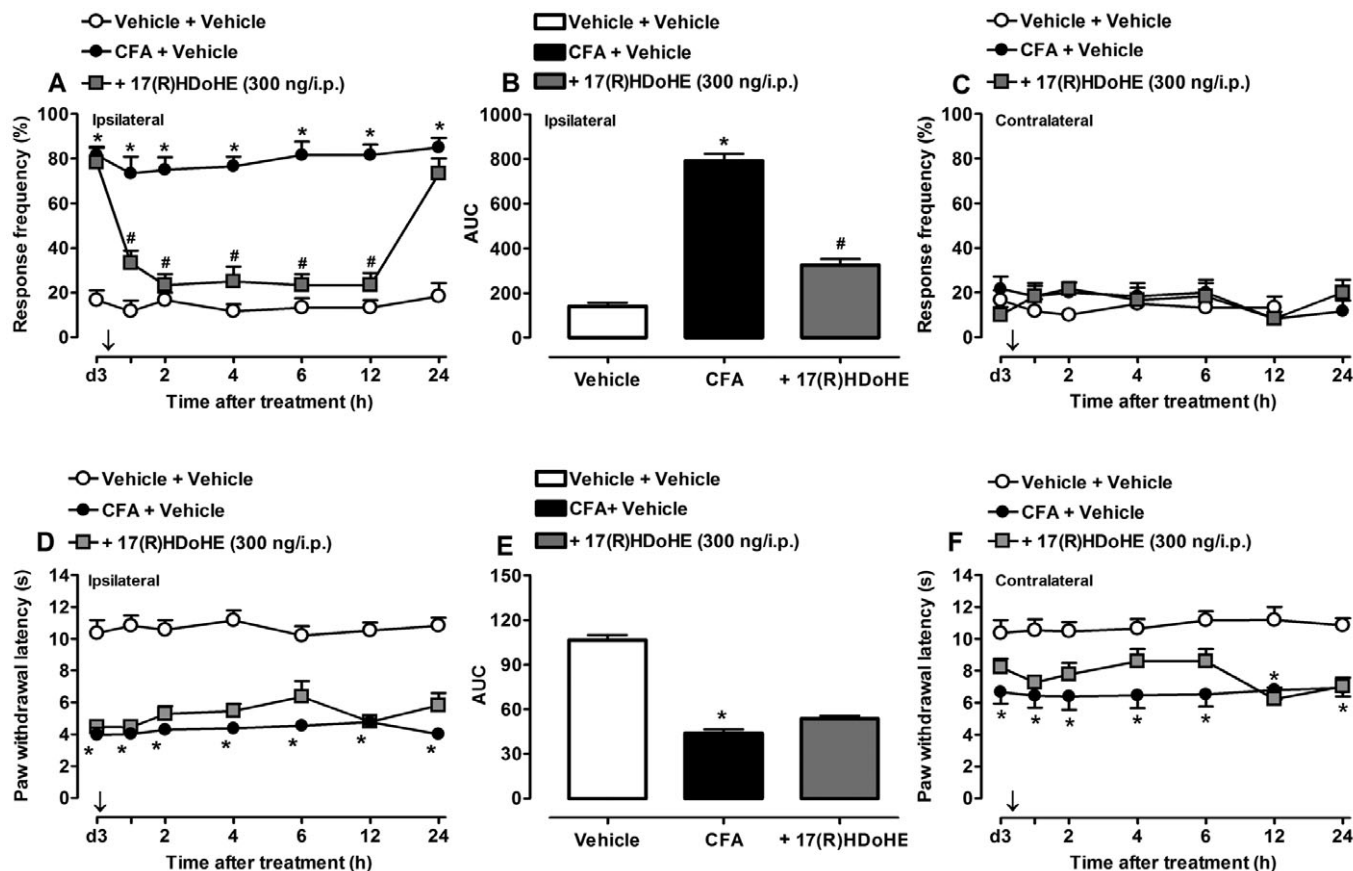 Vehicle + Vehicle
CFA + Vehicle
A + 17(R)HDoHE (300 ng/i.p.)
Ipsilateral
Response frequency (%)
100
80
60
40
20
0
* * * * * * *
# # # # #
↓
d3 2 4 6 12 24
Time after treatment (h)
Vehicle + Vehicle
CFA + Vehicle
B + 17(R)HDoHE (300 ng/i.p.)
Ipsilateral
AUC
1000
800
600
400
200
0
*
#
Vehicle CFA + 17(R)HDoHE
Vehicle + Vehicle
CFA + Vehicle
C + 17(R)HDoHE (300 ng/i.p.)
Contralateral
Response frequency (%)
100
80
60
40
20
0
↓
d3 2 4 6 12 24
Time after treatment (h)
Vehicle + Vehicle
CFA + Vehicle
D + 17(R)HDoHE (300 ng/i.p.)
Ipsilateral
Paw withdrawal latency (s)
14
12
10
8
6
4
2
0
* * * * * * *
↓
d3 2 4 6 12 24
Time after treatment (h)
Vehicle + Vehicle
CFA+ Vehicle
E + 17(R)HDoHE (300 ng/i.p.)
AUC
150
120
90
60
30
0
*
Vehicle CFA + 17(R)HDoHE
Vehicle + Vehicle
CFA + Vehicle
F + 17(R)HDoHE (300 ng/i.p.)
Contralateral
Paw withdrawal latency (s)
14
12
10
8
6
4
2
0
* * * * * * *
↓
d3 2 4 6 12 24
Time after treatment (h)